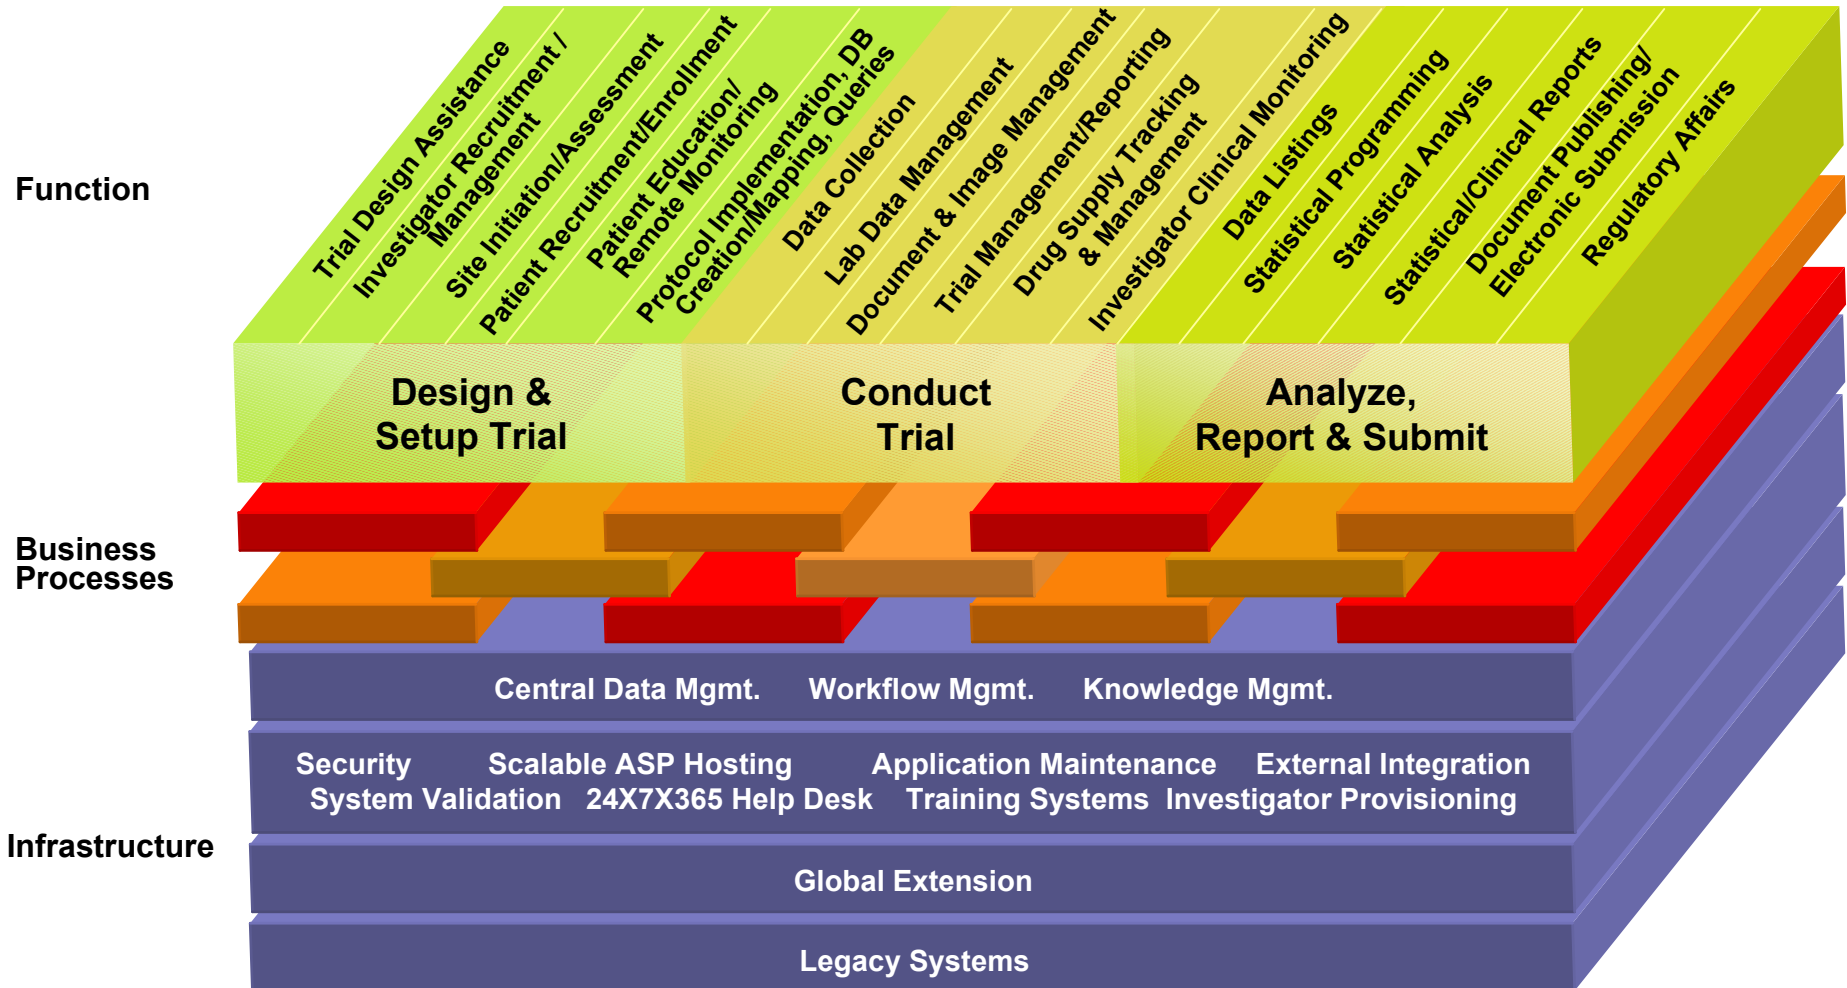 Function
Trial Design Assistance
Investigator Recruitment /
Management
Site Initiation/Assessment
Patient Recruitment/Enrollment
Patient Education/
Remote Monitoring
Protocol Implementation, DB
Creation/Mapping, Queries
Data Collection
Lab Data Management
Document & Image Management
Trial Management/Reporting
Drug Supply Tracking
& Management
Investigator Clinical Monitoring
Data Listings
Statistical Programming
Statistical Analysis
Statistical/Clinical Reports
Document Publishing/
Electronic Submission
Regulatory Affairs
Design &
Setup Trial
Conduct
Trial
Analyze,
Report & Submit
Business
Processes
Central Data Mgmt. Workflow Mgmt. Knowledge Mgmt.
Security Scalable ASP Hosting Application Maintenance External Integration
System Validation 24X7X365 Help Desk Training Systems Investigator Provisioning
Infrastructure
Global Extension
Legacy Systems